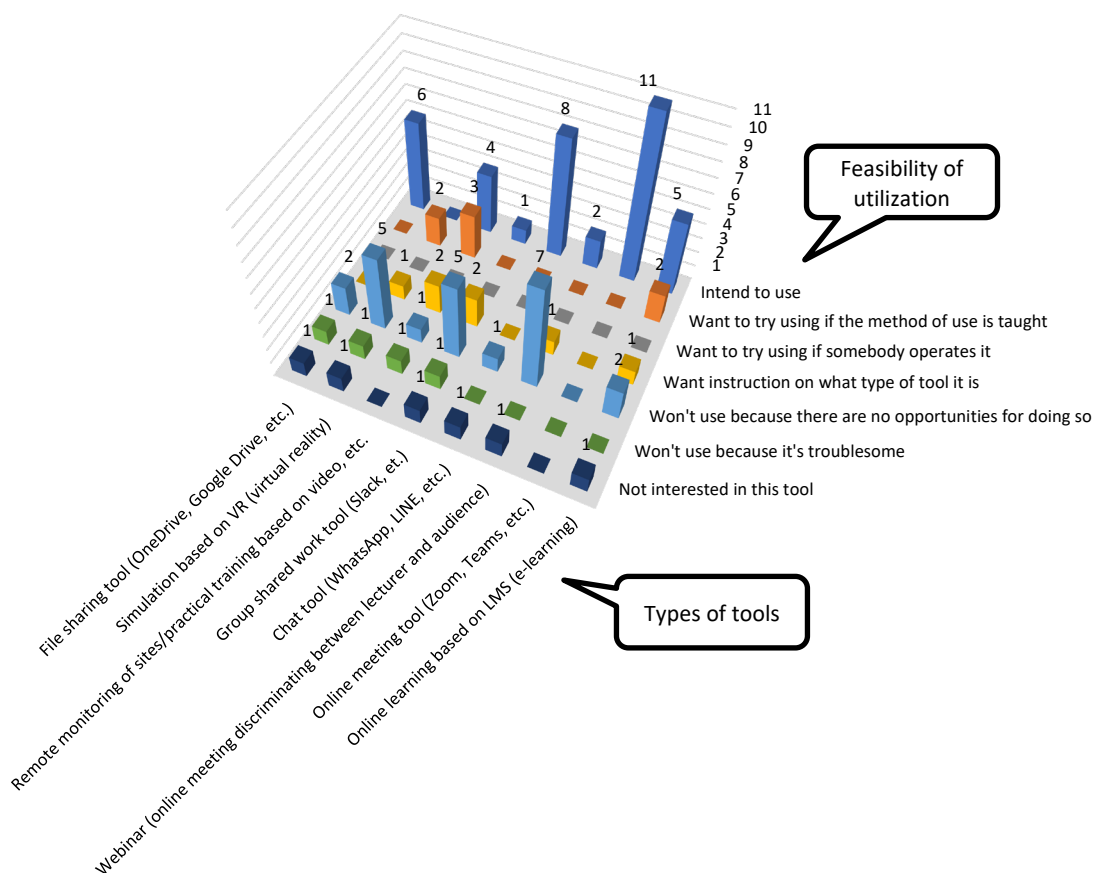 11
6
11
8
10
9
4
8
7
2
3
5
6
1
2
5
4
5
7
3
2
2
1
2
5
2
1
2
1
Intend to use
1
1
1
1
Want to try using if the method of use is taught
1
1
1
1
2
Want to try using if somebody operates it
1
1
Want instruction on what type of tool it is
1
Won't use because there are no opportunities for doing so
1
Won't use because it's troublesome
Not interested in this tool
Feasibility of
utilization
File sharing tool (OneDrive, Google Drive, etc.)
Simulation based on VR (virtual reality)
Remote monitoring of sites/practical training based on video, etc.
Group shared work tool (Slack, et.)
Chat tool (WhatsApp, LINE, etc.)
Webinar (online meeting discriminating between lecturer and audience)
Online meeting tool (Zoom, Teams, etc.)
Online learning based on LMS (e-learning)
Types of tools